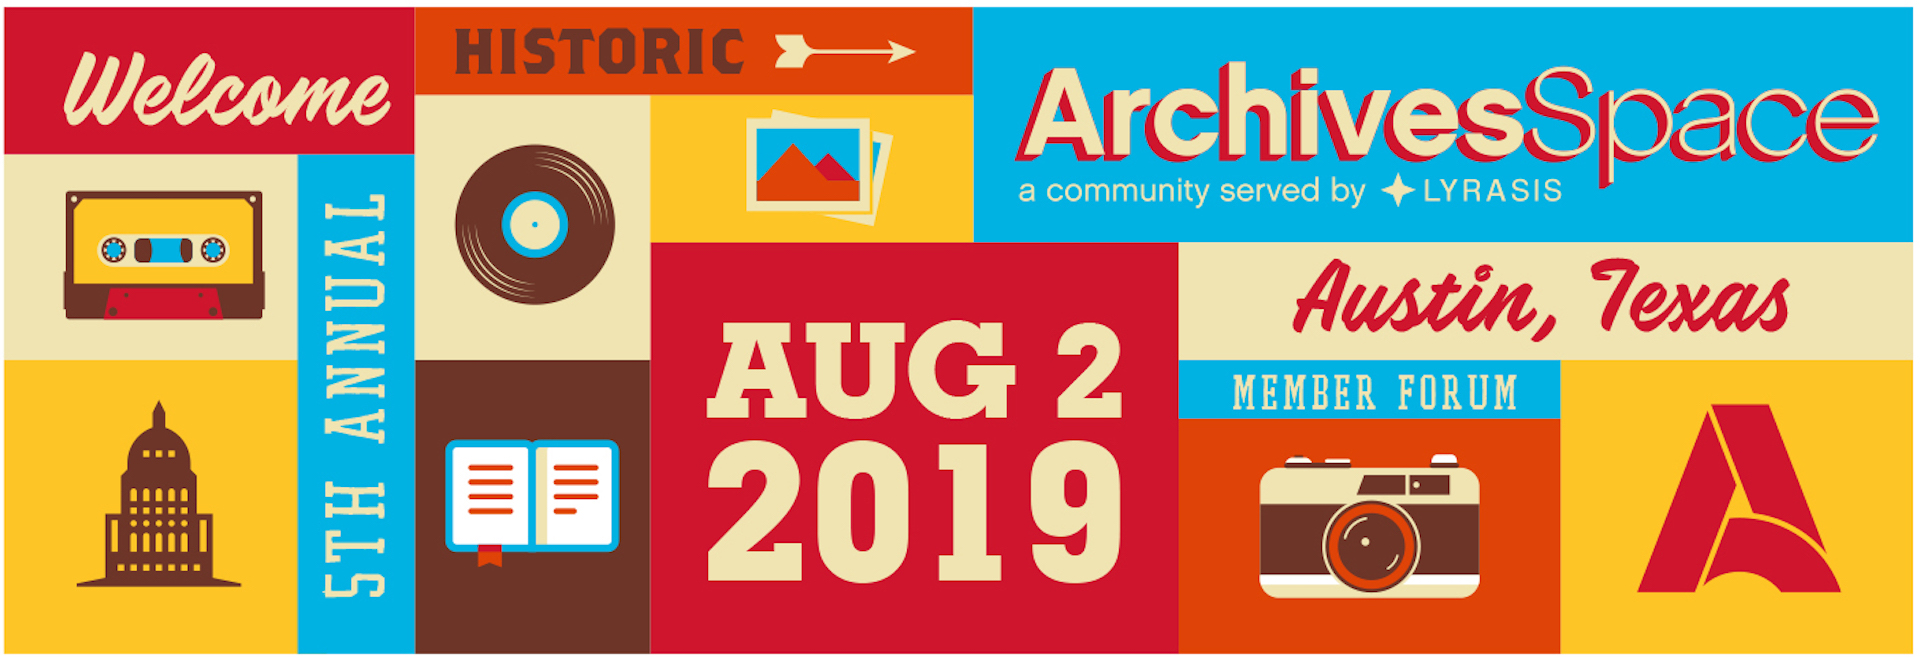 Welcome
HISTORIC
ArchivesSpace
a community served by LYRASIS
5TH ANNUAL
AUG 2
2019
Austin, Texas
MEMBER FORUM